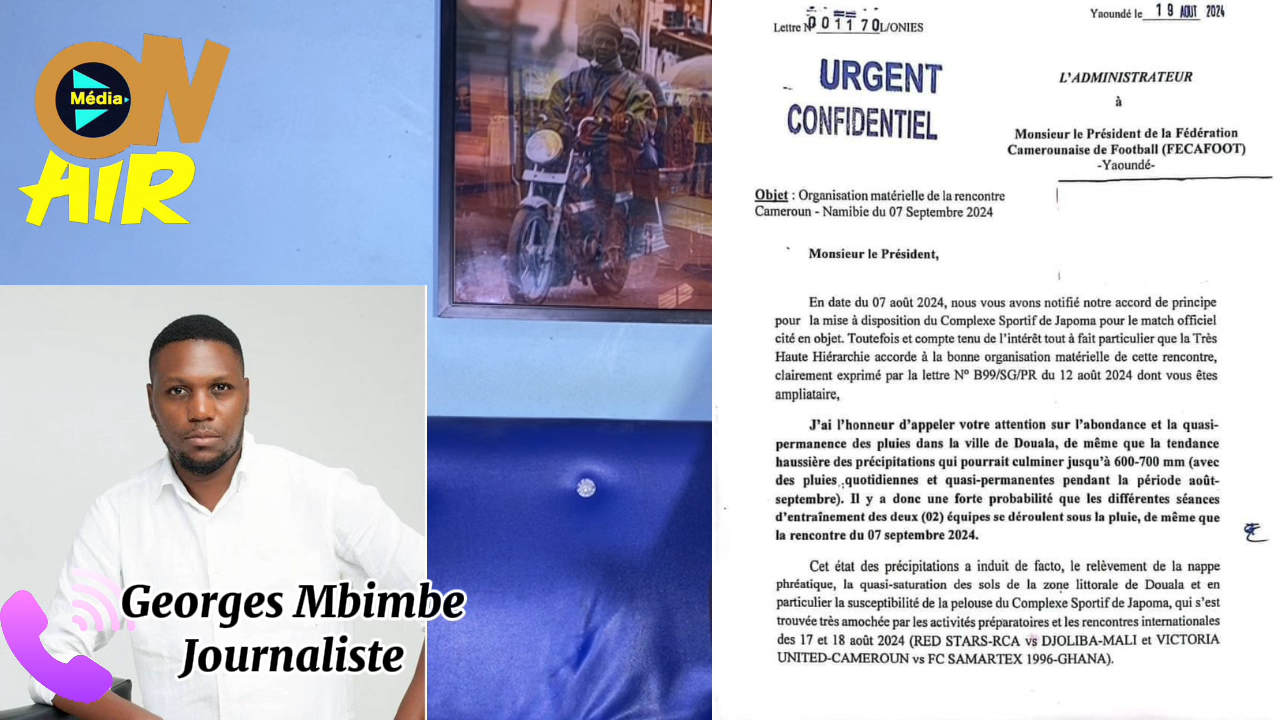 ON
Média
AIR
Georges Mbimbe
Journaliste
Lettre N° 001170L/ONIES
Yaoundé le 19 AOUT 2024
URGENT
CONFIDENTIEL
L'ADMINISTRATEUR
à
Monsieur le Président de la Fédération
Camerounaise de Football (FECAFOOT)
-Yaoundé-
Objet : Organisation matérielle de la rencontre
Cameroun - Namibie du 07 Septembre 2024
Monsieur le Président,
En date du 07 août 2024, nous vous avons notifié notre accord de principe
pour la mise à disposition du Complexe Sportif de Japoma pour le match officiel
cité en objet. Toutefois et compte tenu de l'intérêt tout à fait particulier que la Très
Haute Hiérarchie accorde à la bonne organisation matérielle de cette rencontre,
clairement exprimé par la lettre N° B99/SG/PR du 12 août 2024 dont vous êtes
ampliataire,
J'ai l'honneur d'appeler votre attention sur l'abondance et la quasi-
permanence des pluies dans la ville de Douala, de même que la tendance
haussière des précipitations qui pourrait culminer jusqu'à 600-700 mm (avec
des pluies quotidiennes et quasi-permanentes pendant la période août-
septembre). Il y a donc une forte probabilité que les différentes séances
d'entraînement des deux (02) équipes se déroulent sous la pluie, de même que
la rencontre du 07 septembre 2024.
Cet état des précipitations a induit de facto, le relèvement de la nappe
phréatique, la quasi-saturation des sols de la zone littorale de Douala et en
particulier la susceptibilité de la pelouse du Complexe Sportif de Japoma, qui s'est
trouvée très amochée par les activités préparatoires et les rencontres internationales
des 17 et 18 août 2024 (RED STARS-RCA vs DJOLIBA-MALI et VICTORIA
UNITED-CAMEROUN vs FC SAMARTEX 1996-GHANA).